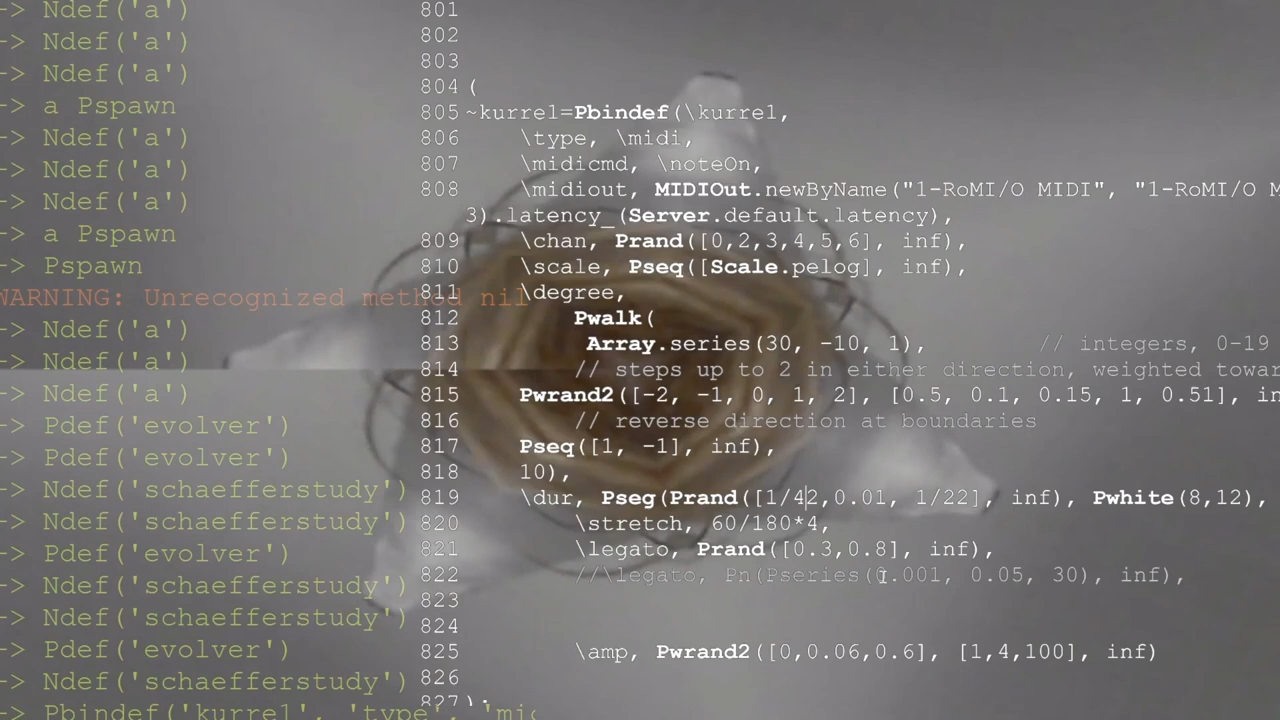 -> Ndef('a')
-> Ndef('a')
-> Ndef('a')
-> a Pspawn
-> Ndef('a')
-> Ndef('a')
-> Ndef('a')
-> a Pspawn
-> Pspawn
WARNING: Unrecognized method nil
-> Ndef('a')
-> Ndef('a')
-> Ndef('a')
-> Pdef('evolver')
-> Pdef('evolver')
-> Ndef('schaefferstudy')
-> Ndef('schaefferstudy')
-> Pdef('evolver')
-> Ndef('schaefferstudy')
-> Ndef('schaefferstudy')
-> Pdef('evolver')
-> Ndef('schaefferstudy')
-> Pbindef('kurre1', 'type', 'mid
801
802
803
804 (
805 ~kurre1=Pbindef(\kurre1,
806 \type, \midi,
807 \midicmd, \noteOn,
808 \midiout, MIDIOut.newByName("1-RoMI/O MIDI", "1-RoMI/O M
3).latency_(Server.default.latency),
809 \chan, Prand([0,2,3,4,5,6], inf),
810 \scale, Pseq([Scale.pelog], inf),
811 \degree,
812 Pwalk(
813 Array.series(30, -10, 1), // integers, 0-19
814 // steps up to 2 in either direction, weighted towar
815 Pwrand2([-2, -1, 0, 1, 2], [0.5, 0.1, 0.15, 1, 0.51], in
816 // reverse direction at boundaries
817 Pseq([1, -1], inf),
818 10),
819 \dur, Pseg(Prand([1/42,0.01, 1/22], inf), Pwhite(8,12),
820 \stretch, 60/180*4,
821 \legato, Prand([0.3,0.8], inf),
822 //\legato, Pn(Pseries(1.001, 0.05, 30), inf),
823
824
825 \amp, Pwrand2([0,0.06,0.6], [1,4,100], inf)
826
827 );